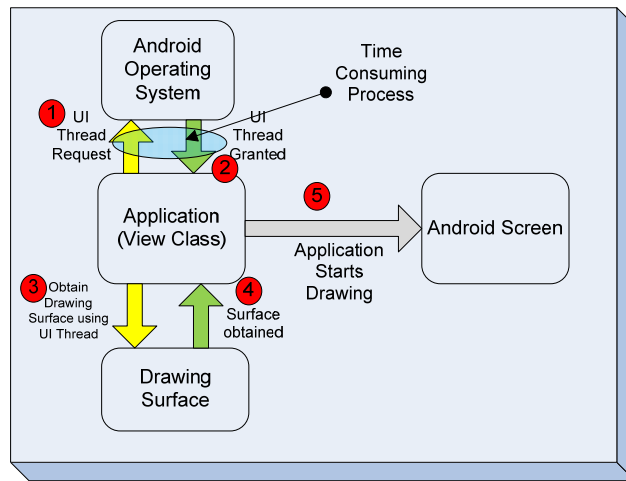 Android
Operating
System
Time
Consuming
Process
1
UI
Thread
Request
UI
Thread
Granted
2
Application
(View Class)
5
Application
Starts
Drawing
Android Screen
3
Obtain
Drawing
Surface using
UI Thread
4
Surface
obtained
Drawing
Surface